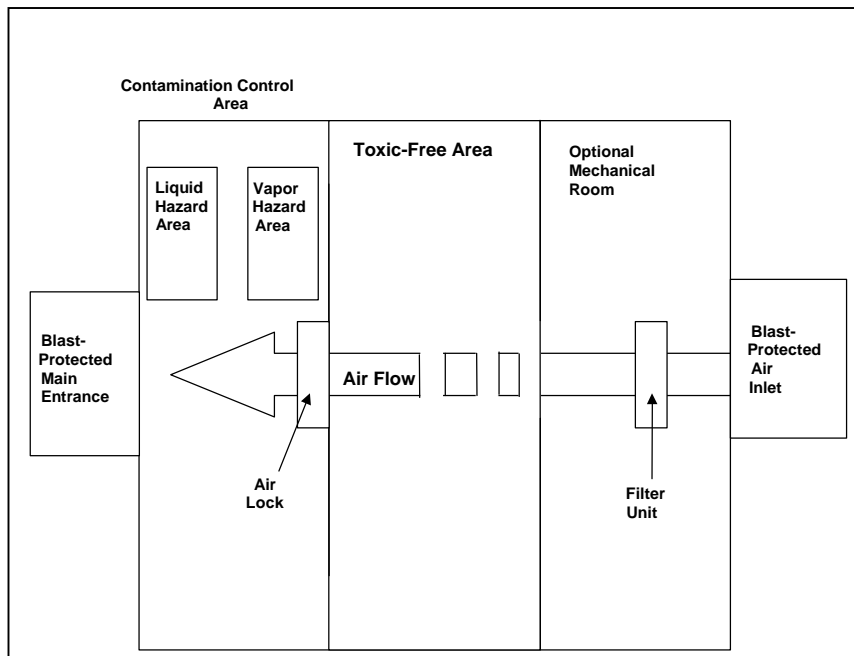 Contamination Control
Area
Toxic-Free Area
Optional
Mechanical
Room
Liquid
Hazard
Area
Vapor
Hazard
Area
Blast-
Protected
Main
Entrance
Air Flow
Blast-
Protected
Air
Inlet
Air
Lock
Filter
Unit